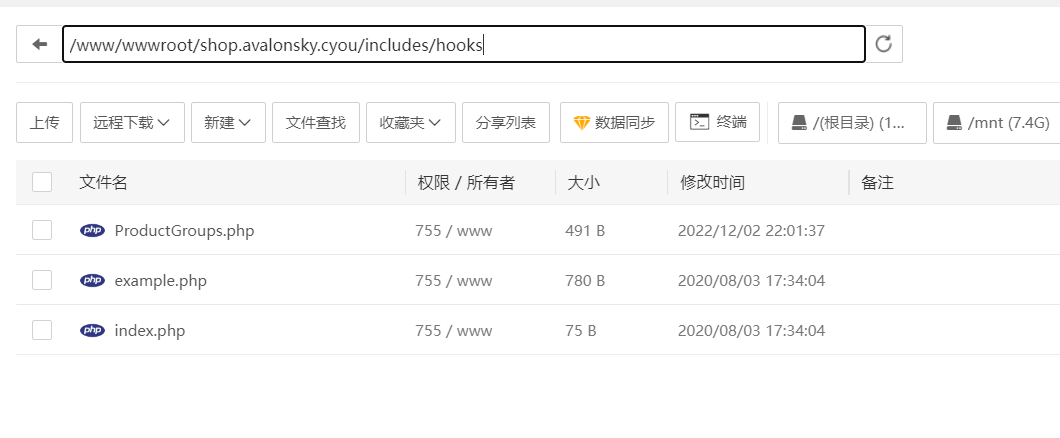 /www/wwwroot/shop.avalonsky.cyou/includes/hooks
上传 远程下载 新建 文件查找 收藏夹 分享列表 数据同步 终端 /(根目录) (1... /mnt (7.4G)
文件名 权限 / 所有者 大小 修改时间 备注
php ProductGroups.php 755 / www 491 B 2022/12/02 22:01:37
php example.php 755 / www 780 B 2020/08/03 17:34:04
php index.php 755 / www 75 B 2020/08/03 17:34:04